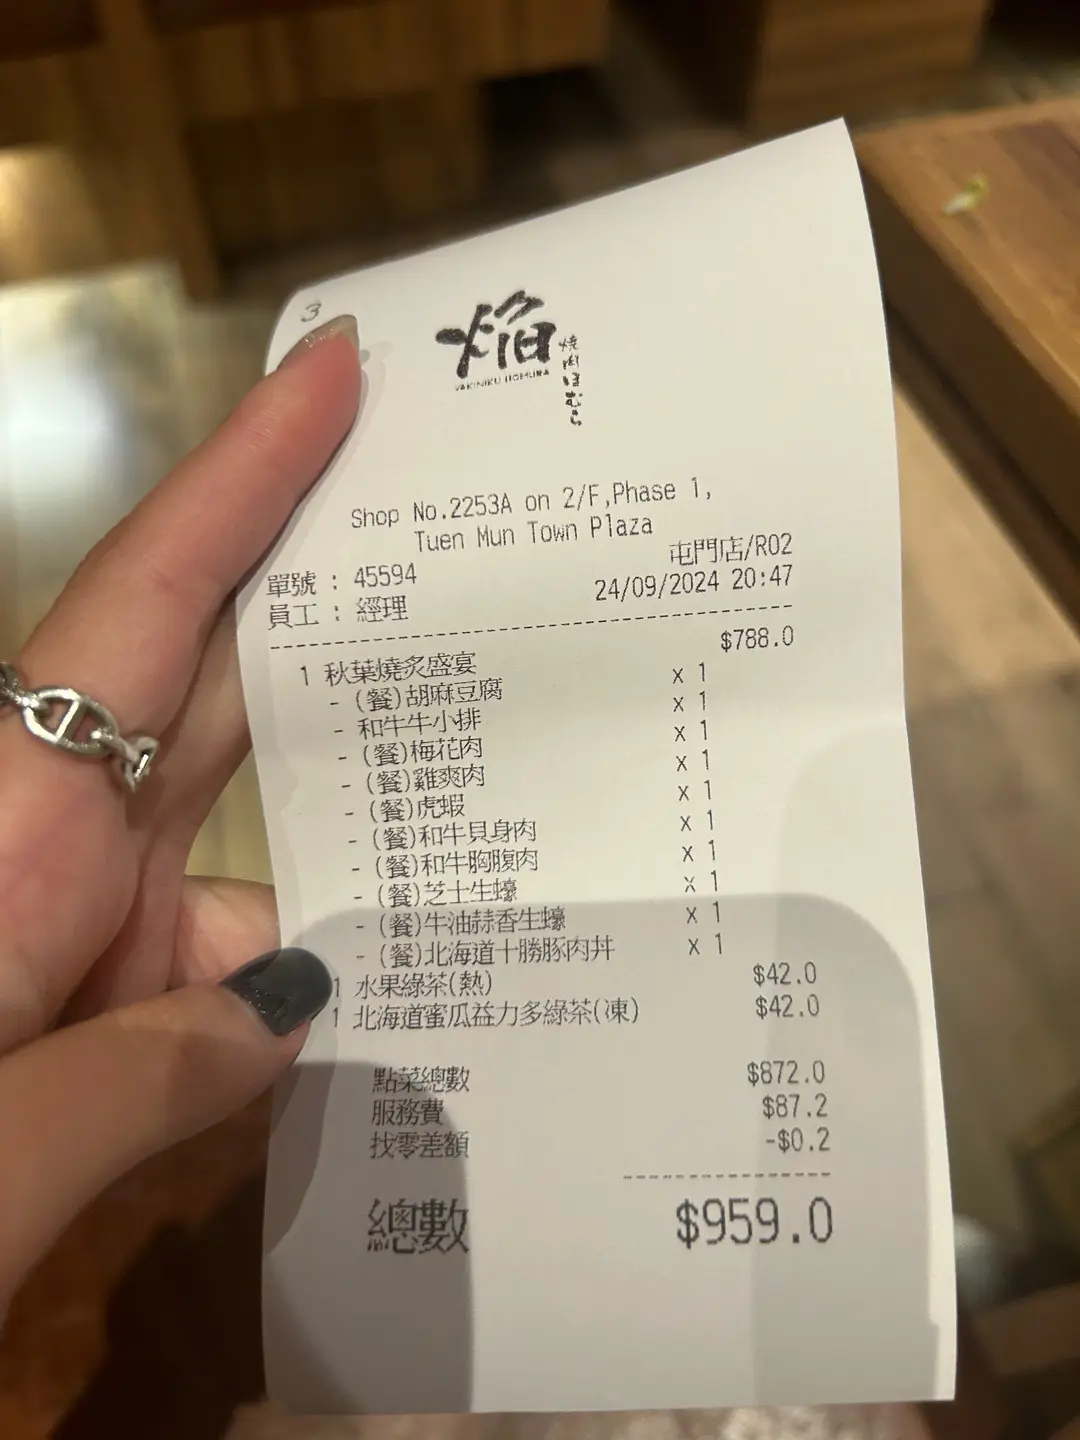 3
焔
焼肉ほむら
YAKINIKU HOMURA
Shop No.2253A on 2/F,Phase 1,
Tuen Mun Town Plaza
屯門店/R02
單號 : 45594
24/09/2024 20:47
員工 : 經理
1 秋葉燒炙盛宴 $788.0
- (餐)胡麻豆腐 x 1
- 和牛牛小排 x 1
- (餐)梅花肉 x 1
- (餐)雞爽肉 x 1
- (餐)虎蝦 x 1
- (餐)和牛貝身肉 x 1
- (餐)和牛胸腹肉 x 1
- (餐)芝士生蠔 x 1
- (餐)牛油蒜香生蠔 x 1
- (餐)北海道十勝豚肉丼 x 1
1 水果綠茶(熱) $42.0
1 北海道蜜瓜益力多綠茶(凍) $42.0
點菜總數 $872.0
服務費 $87.2
找零差額 -$0.2
總數 $959.0